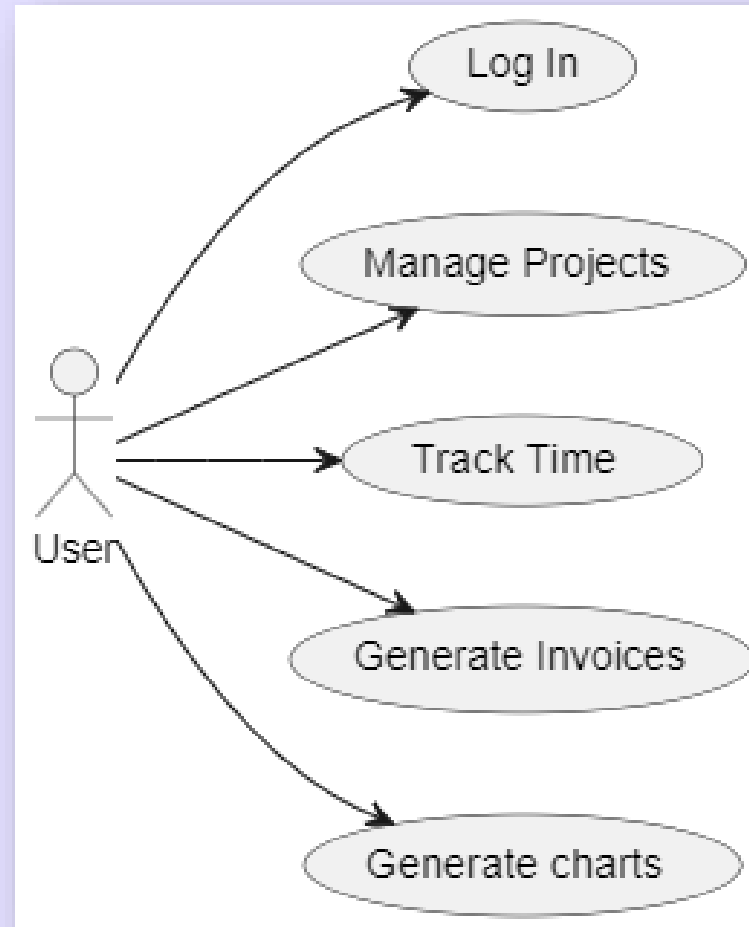 Log In
Manage Projects
Track Time
User
Generate Invoices
Generate charts